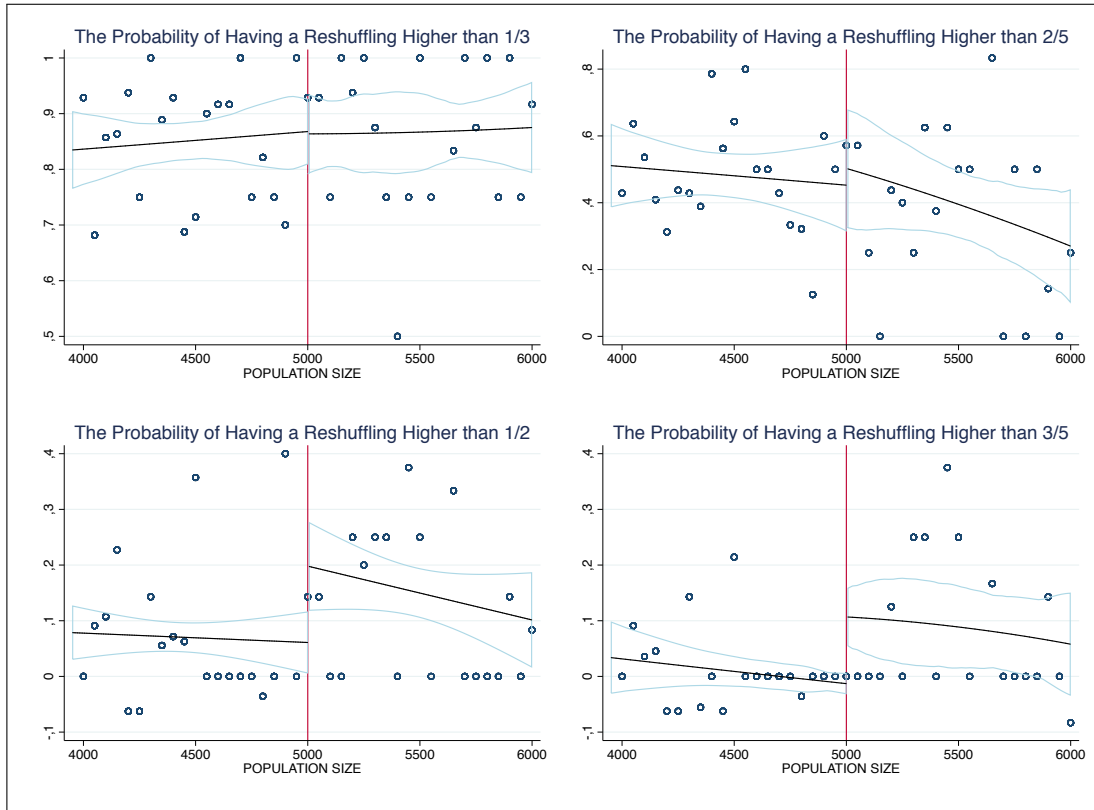 The Probability of Having a Reshuffling Higher than 1/3
,5 ,6 ,7 ,8 ,9 1
4000 4500 5000 5500 6000
POPULATION SIZE
The Probability of Having a Reshuffling Higher than 2/5
0 ,2 ,4 ,6 ,8
4000 4500 5000 5500 6000
POPULATION SIZE
The Probability of Having a Reshuffling Higher than 1/2
-,1 0 ,1 ,2 ,3 ,4
4000 4500 5000 5500 6000
POPULATION SIZE
The Probability of Having a Reshuffling Higher than 3/5
-,1 0 ,1 ,2 ,3 ,4
4000 4500 5000 5500 6000
POPULATION SIZE